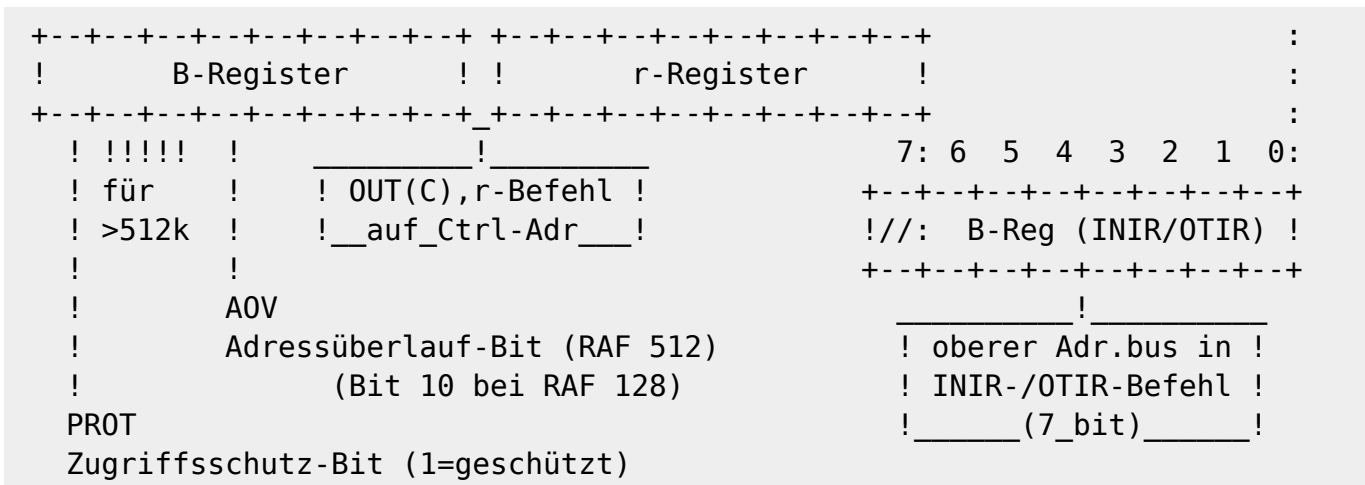 +--+--+--+--+--+--+--+--+ +--+--+--+--+--+--+--+--+                    :
!       B-Register      ! !       r-Register      !                    :
+--+--+--+--+--+--+--+--+_+--+--+--+--+--+--+--+--+                    :
  ! !!!!!  !    _________!_________              7: 6  5  4  3  2  1  0:
  ! für    !    ! OUT(C),r-Befehl !            +--+--+--+--+--+--+--+--+
  ! >512k  !    !__auf_Ctrl-Adr___!            !//:  B-Reg (INIR/OTIR) !
  !        !                                   +--+--+--+--+--+--+--+--+
  !        AOV                                   __________!__________
  !        Adressüberlauf-Bit (RAF 512)          ! oberer Adr.bus in !
  !              (Bit 10 bei RAF 128)            ! INIR-/OTIR-Befehl !
  PROT                                           !______(7_bit)______!
  Zugriffsschutz-Bit (1=geschützt)